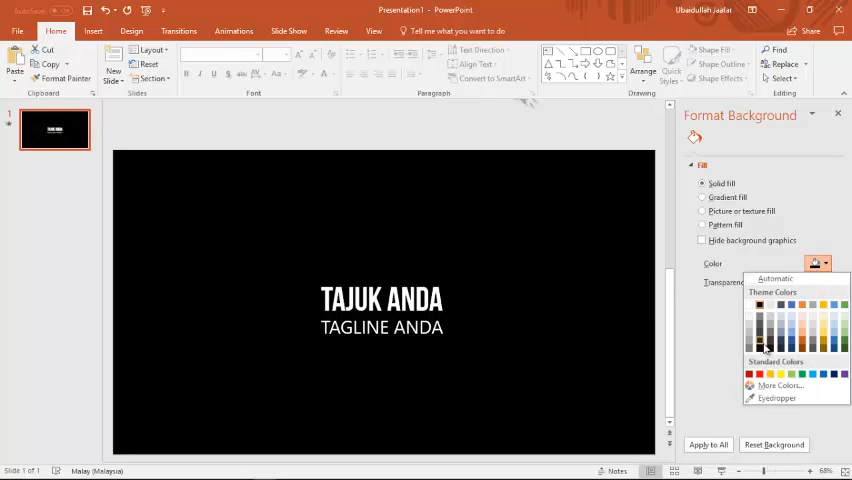 AutoSave Off Presentation1 - PowerPoint Ubaidullah Jaafar
File Home Insert Design Transitions Animations Slide Show Review View Tell me what you want to do Share
Paste Cut Copy Format Painter
New Slide Layout Reset Section
B I U S
Text Direction Align Text Convert to SmartArt
Arrange Quick Styles Shape Fill Shape Outline Shape Effects
Find Replace Select
Clipboard Slides Font Paragraph Drawing Editing
1
TAJUK ANDA
TAGLINE ANDA
Format Background
Fill
Solid fill
Gradient fill
Picture or texture fill
Pattern fill
Hide background graphics
Color
Transparenc
Automatic
Theme Colors
Standard Colors
More Colors...
Eyedropper
Apply to All Reset Background
Slide 1 of 1 Malay (Malaysia) Notes 68%